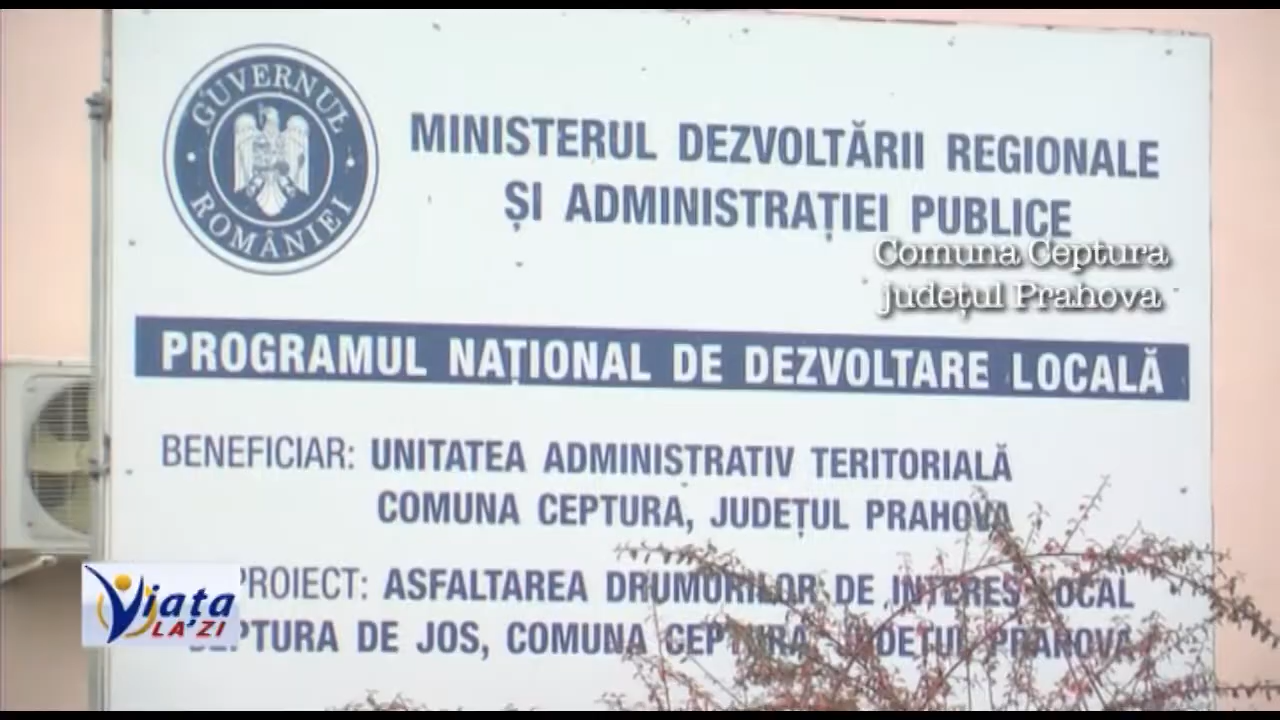 GUVERNUL ROMÂNIEI
MINISTERUL DEZVOLTĂRII REGIONALE
ȘI ADMINISTRAȚIEI PUBLICE
Comuna Ceptura
județul Prahova
PROGRAMUL NAȚIONAL DE DEZVOLTARE LOCALĂ
BENEFICIAR: UNITATEA ADMINISTRATIV TERITORIALĂ
COMUNA CEPTURA, JUDEȚUL PRAHOVA
PROIECT: ASFALTAREA DRUMURILOR DE INTERES LOCAL
CEPTURA DE JOS, COMUNA CEPTURA, JUDEȚUL PRAHOVA
Viața
LA ZI